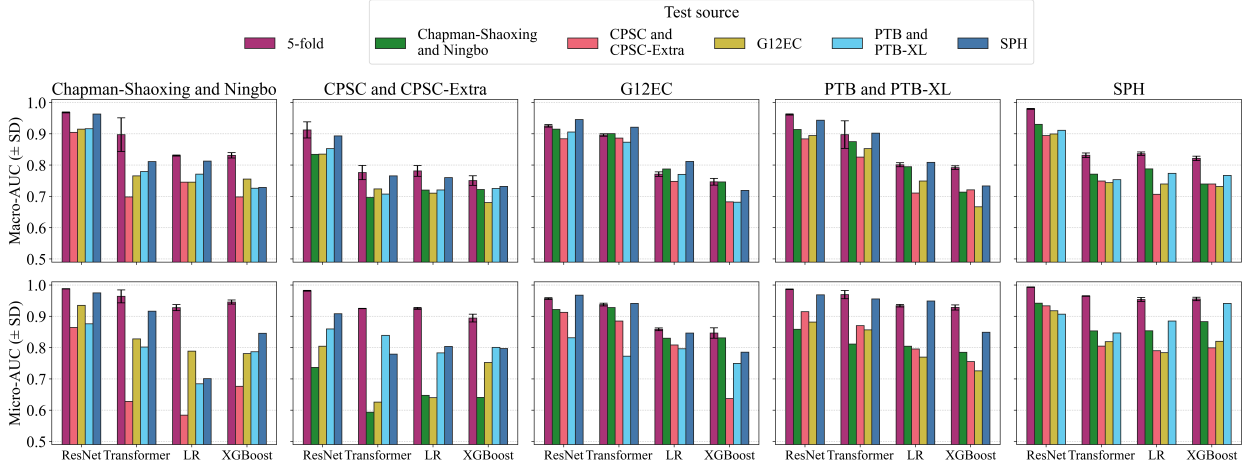 Test source
5-fold
Chapman-Shaoxing
and Ningbo
CPSC and
CPSC-Extra
G12EC
PTB and
PTB-XL
SPH
Chapman-Shaoxing and Ningbo
CPSC and CPSC-Extra
G12EC
PTB and PTB-XL
SPH
Macro-AUC (± SD)
1.0
0.9
0.8
0.7
0.6
0.5
Micro-AUC (± SD)
1.0
0.9
0.8
0.7
0.6
0.5
ResNet Transformer LR XGBoost
ResNet Transformer LR XGBoost
ResNet Transformer LR XGBoost
ResNet Transformer LR XGBoost
ResNet Transformer LR XGBoost